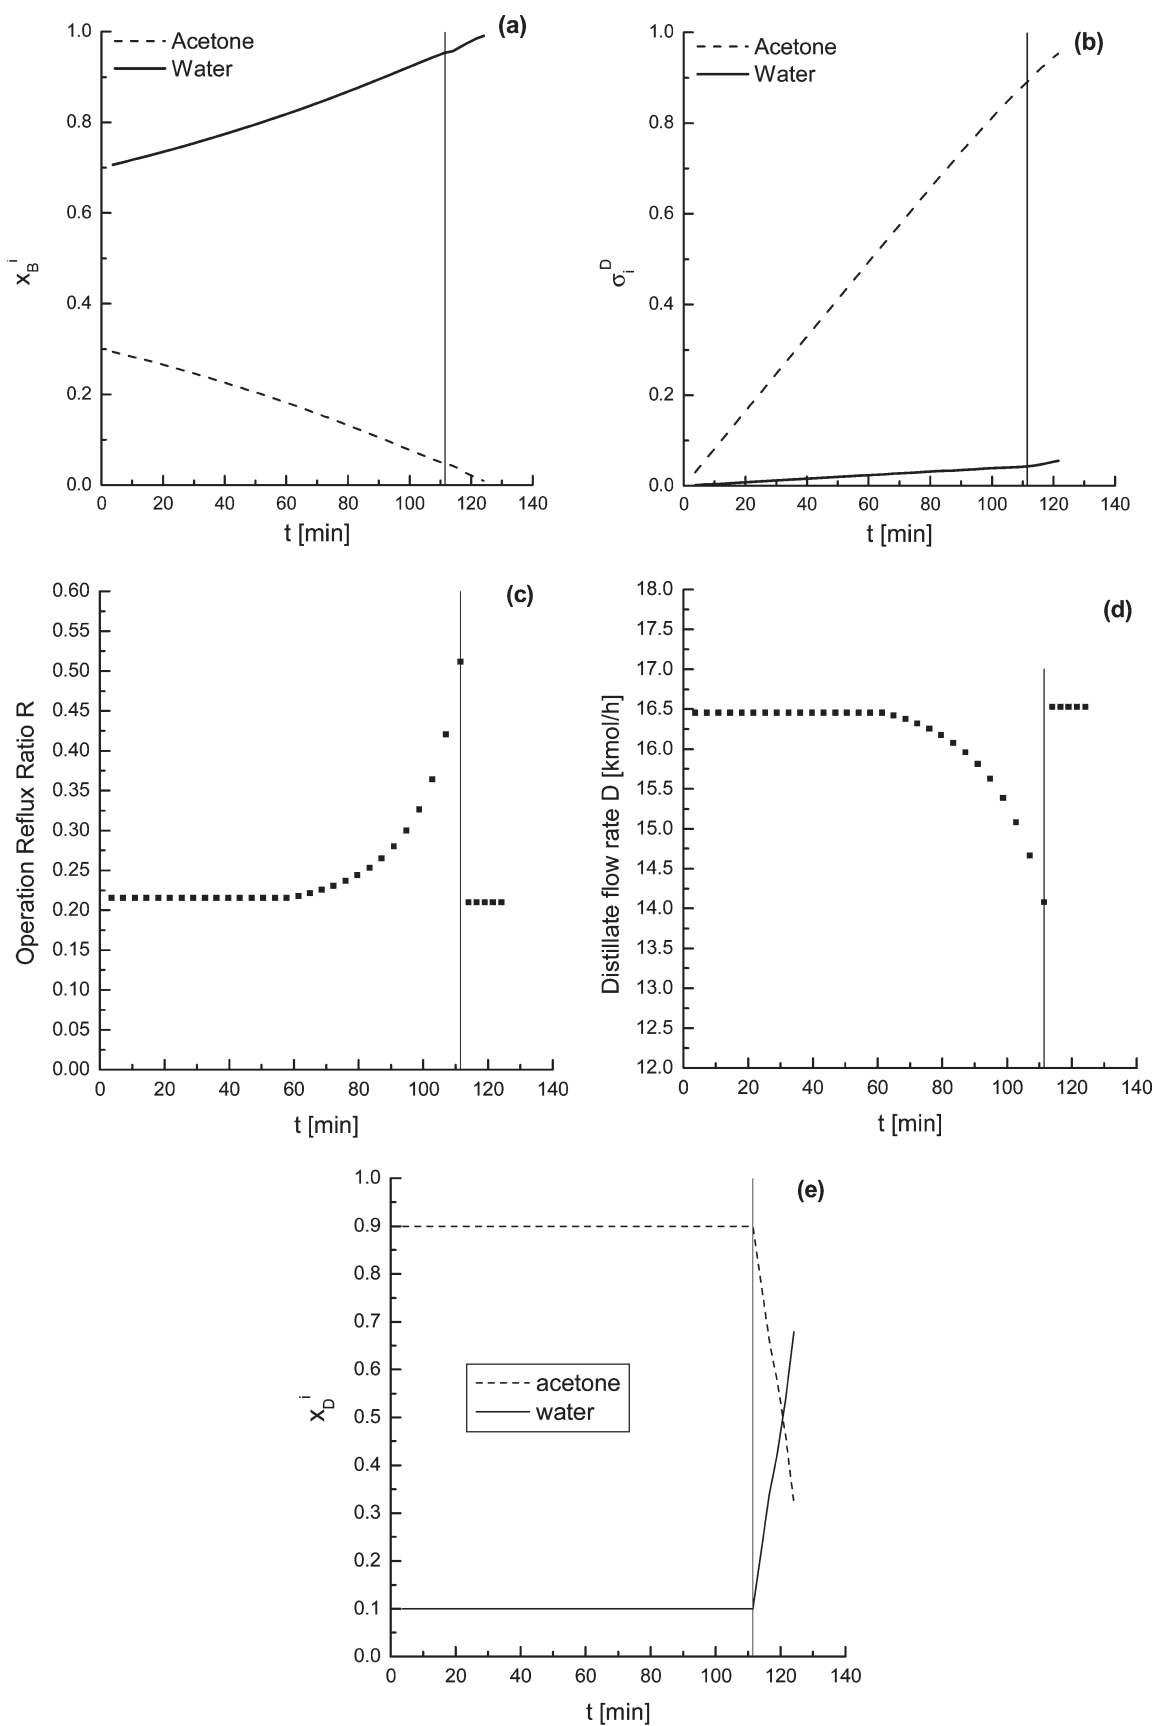 (a)
1.0
0.8
0.6
0.4
0.2
0.0
Acetone
Water
x_B^i
0 20 40 60 80 100 120 140
t [min]
(b)
1.0
0.8
0.6
0.4
0.2
0.0
Acetone
Water
σ_i^D
0 20 40 60 80 100 120 140
t [min]
(c)
0.60
0.55
0.50
0.45
0.40
0.35
0.30
0.25
0.20
0.15
0.10
0.05
0.00
Operation Reflux Ratio R
0 20 40 60 80 100 120 140
t [min]
(d)
18.0
17.5
17.0
16.5
16.0
15.5
15.0
14.5
14.0
13.5
13.0
12.5
12.0
Distillate flow rate D [kmol/h]
0 20 40 60 80 100 120 140
t [min]
(e)
1.0
0.9
0.8
0.7
0.6
0.5
0.4
0.3
0.2
0.1
0.0
acetone
water
x_D^i
0 20 40 60 80 100 120 140
t [min]